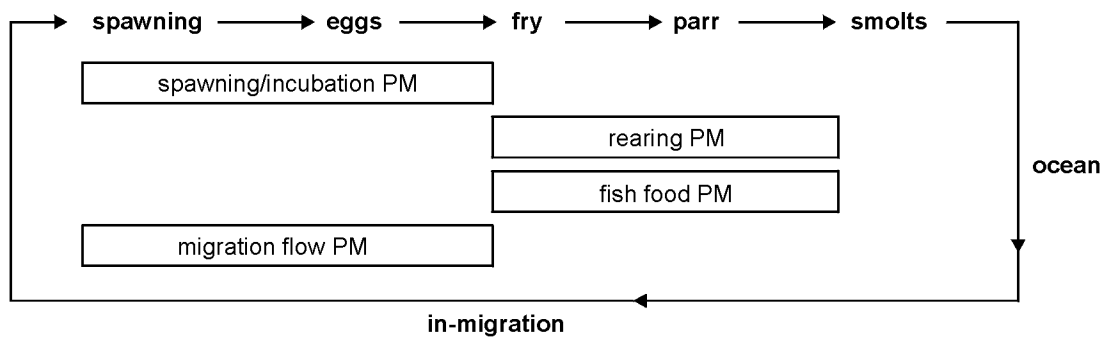 spawning eggs fry parr smolts
spawning/incubation PM
rearing PM
ocean
fish food PM
migration flow PM
in-migration